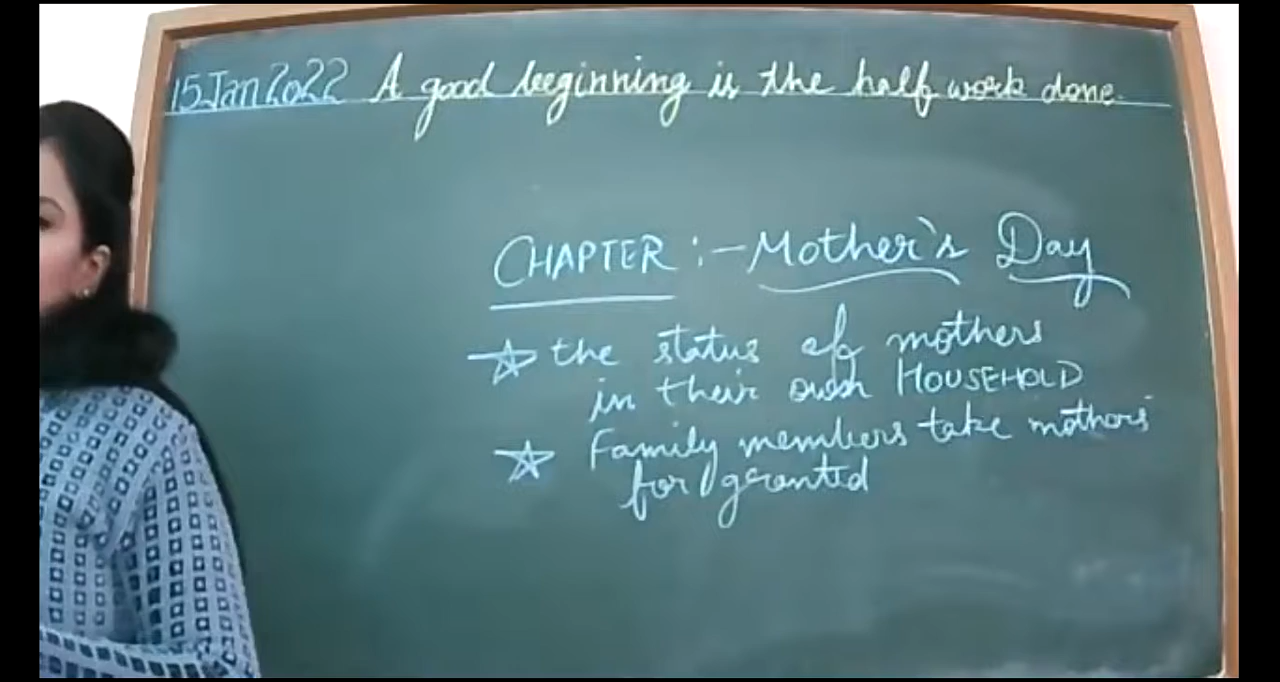 15 Jan 2022 A good beginning is the half work done.
CHAPTER :- Mother's Day
☆ the status of mothers
in their own HOUSEHOLD
☆ Family members take mothers
for granted